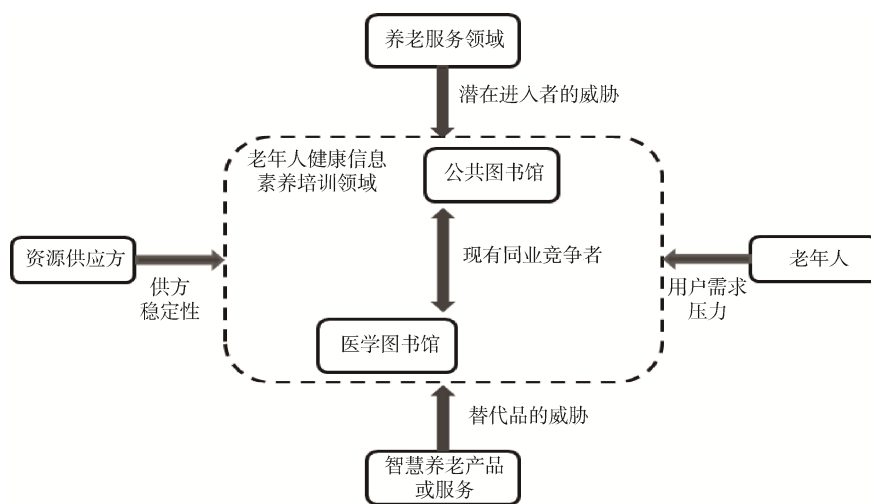 养老服务领域
潜在进入者的威胁
老年人健康信息
素养培训领域
公共图书馆
资源供应方
供方
稳定性
现有同业竞争者
老年人
用户需求
压力
医学图书馆
替代品的威胁
智慧养老产品
或服务